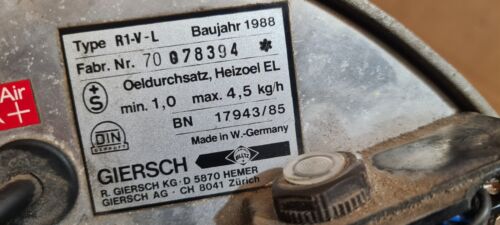 Type R1-V-L Baujahr 1988
Fabr. Nr. 70 078394 *
Oeldurchsatz, Heizoel EL
+
S
min. 1,0 max. 4,5 kg/h
DIN
BN 17943/85
Made in W.-Germany
GIERSCH
R. GIERSCH KG · D 5870 HEMER
GIERSCH AG · CH 8041 Zürich
Air
+